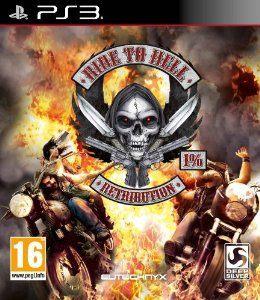 PS3
RIDE TO HELL
1%
RETRIBUTION
16
www.pegi.info
EUTECHNYX
DEEP
SILVER